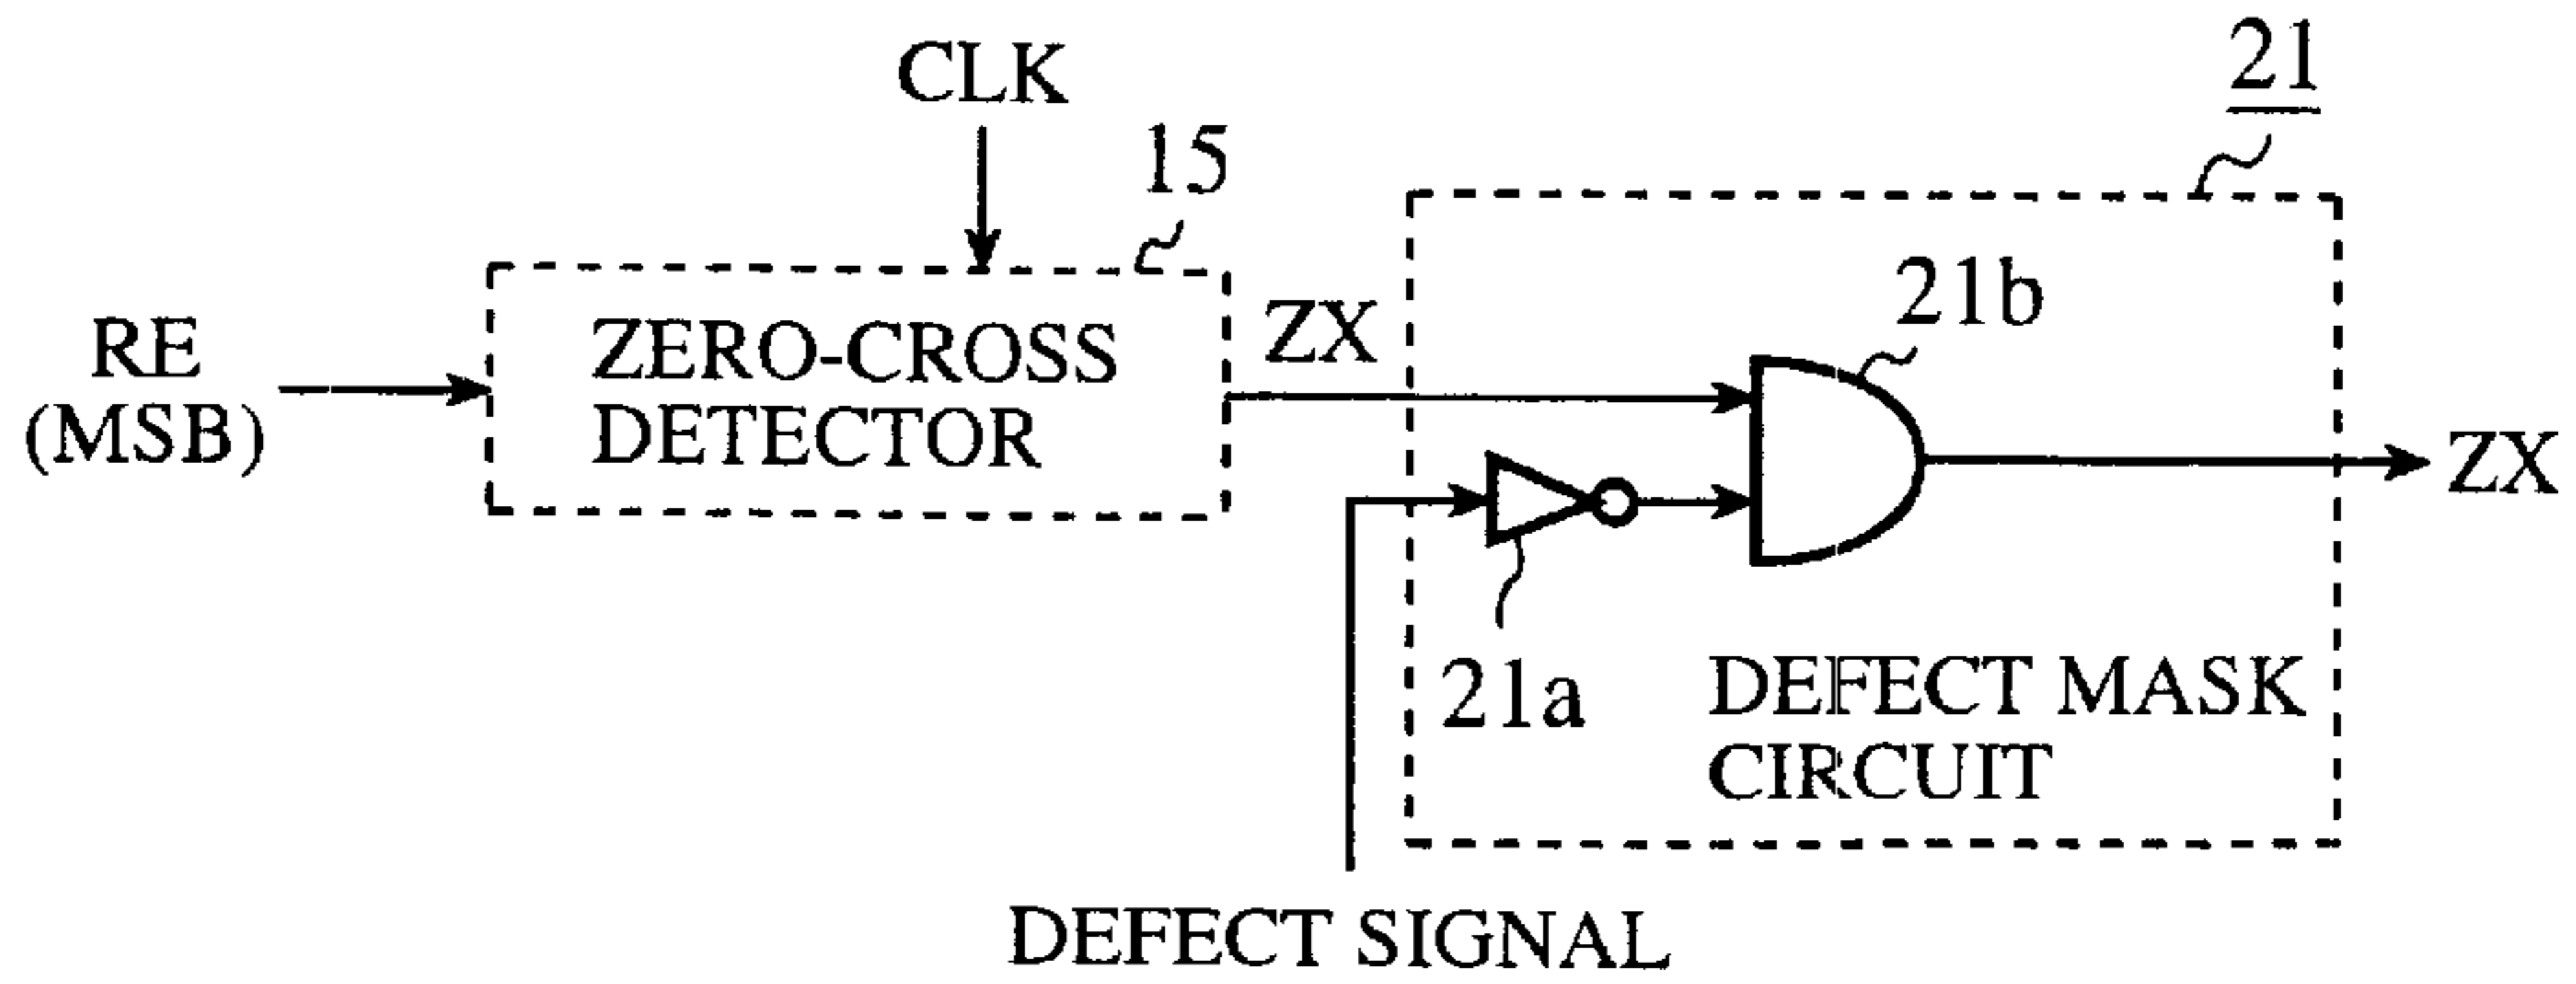 CLK
15
21
RE
(MSB)
ZERO-CROSS
DETECTOR
ZX
21b
ZX
21a
DEFECT MASK
CIRCUIT
DEFECT SIGNAL